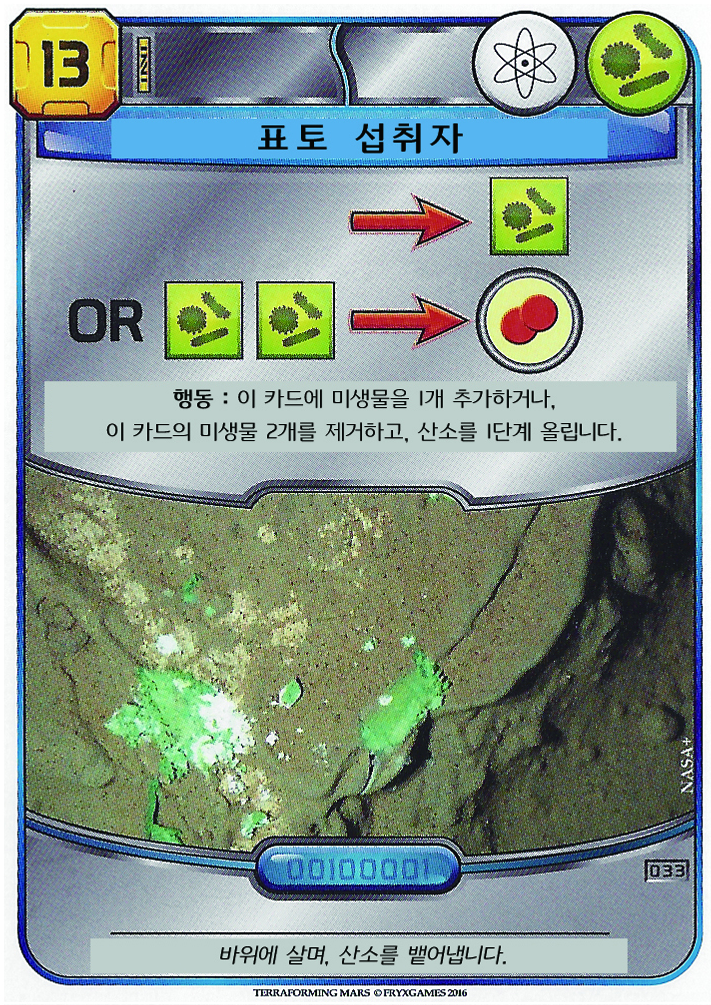 13
표토 섭취자
OR
행동 : 이 카드에 미생물을 1개 추가하거나,
이 카드의 미생물 2개를 제거하고, 산소를 1단계 올립니다.
NASA+
00100001
033
바위에 살며, 산소를 뱉어냅니다.
TERRAFORMING MARS © FRYXGAMES 2016